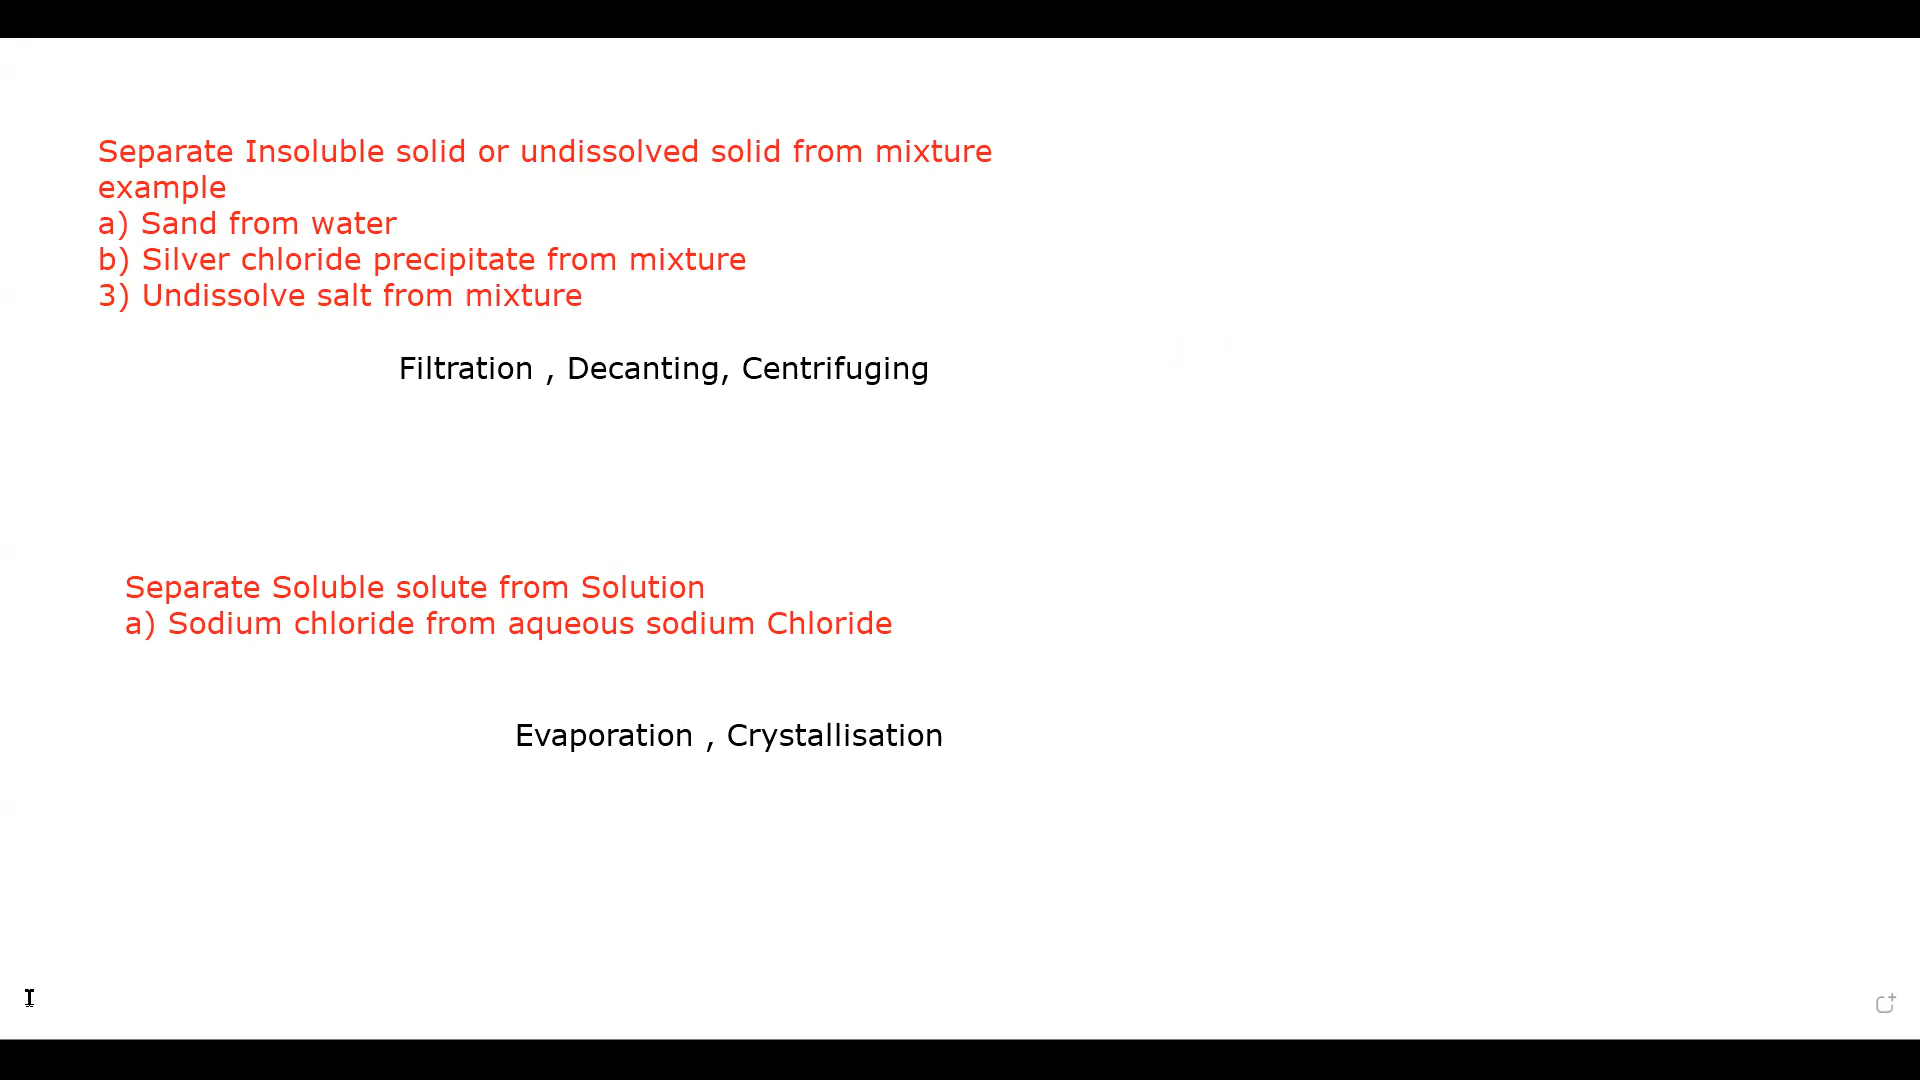 Separate Insoluble solid or undissolved solid from mixture
example
a) Sand from water
b) Silver chloride precipitate from mixture
3) Undissolve salt from mixture
Filtration , Decanting, Centrifuging
Separate Soluble solute from Solution
a) Sodium chloride from aqueous sodium Chloride
Evaporation , Crystallisation